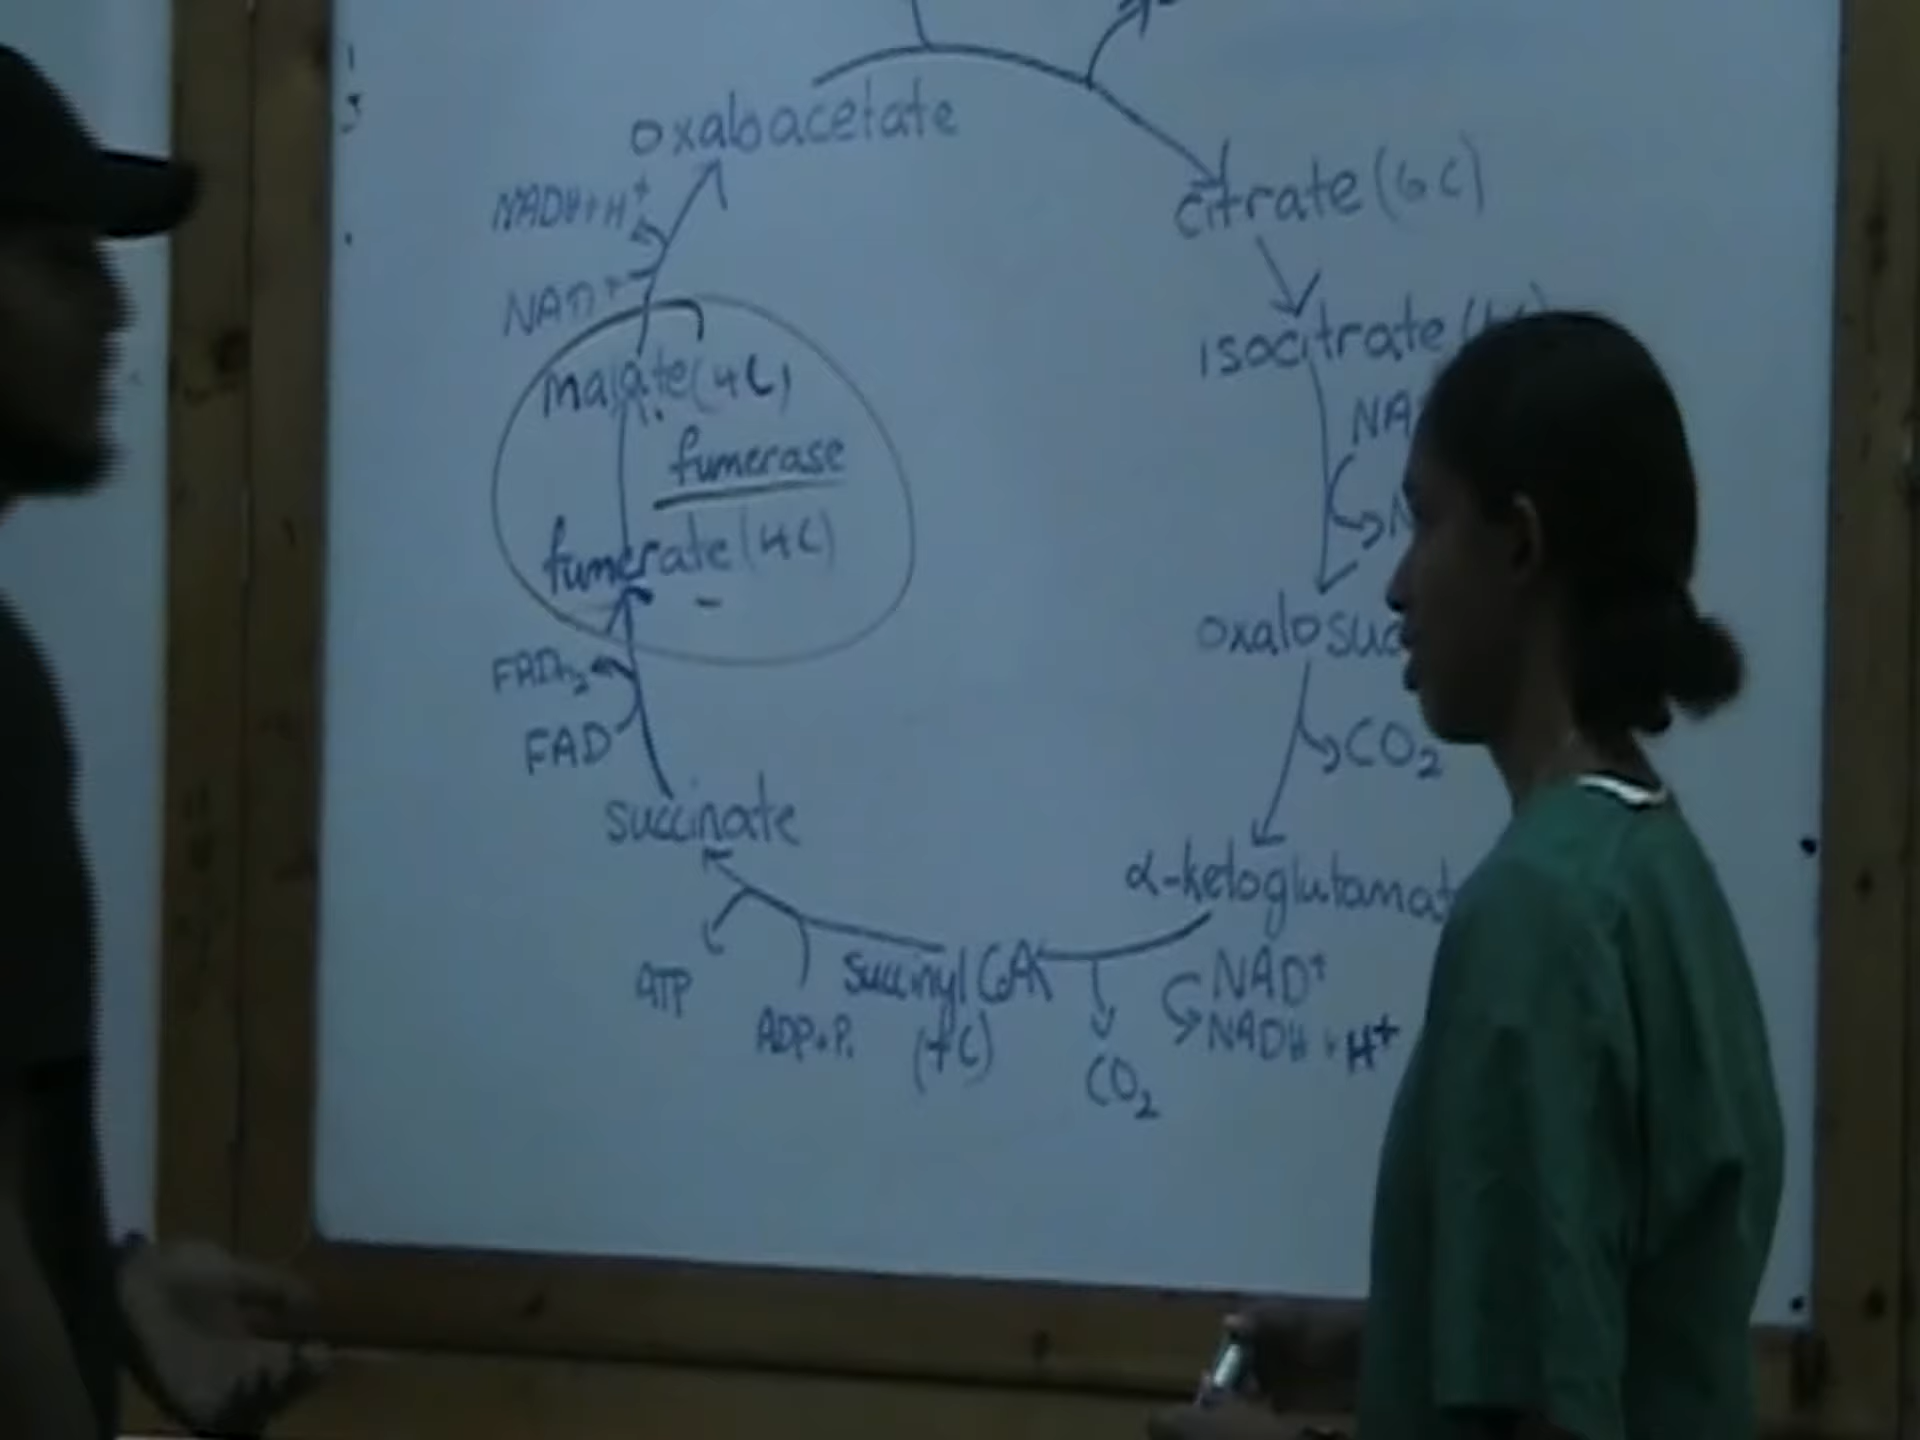 oxaloacetate
citrate (6C)
NADH + H+
NAD+
isocitrate
malate (4C)
fumerase
fumerate (4C)
FADH2
FAD
CO2
succinate
α-ketoglutamat
NAD+
NADH + H+
succinyl CoA
(4C)
ATP
ADP + Pi
CO2